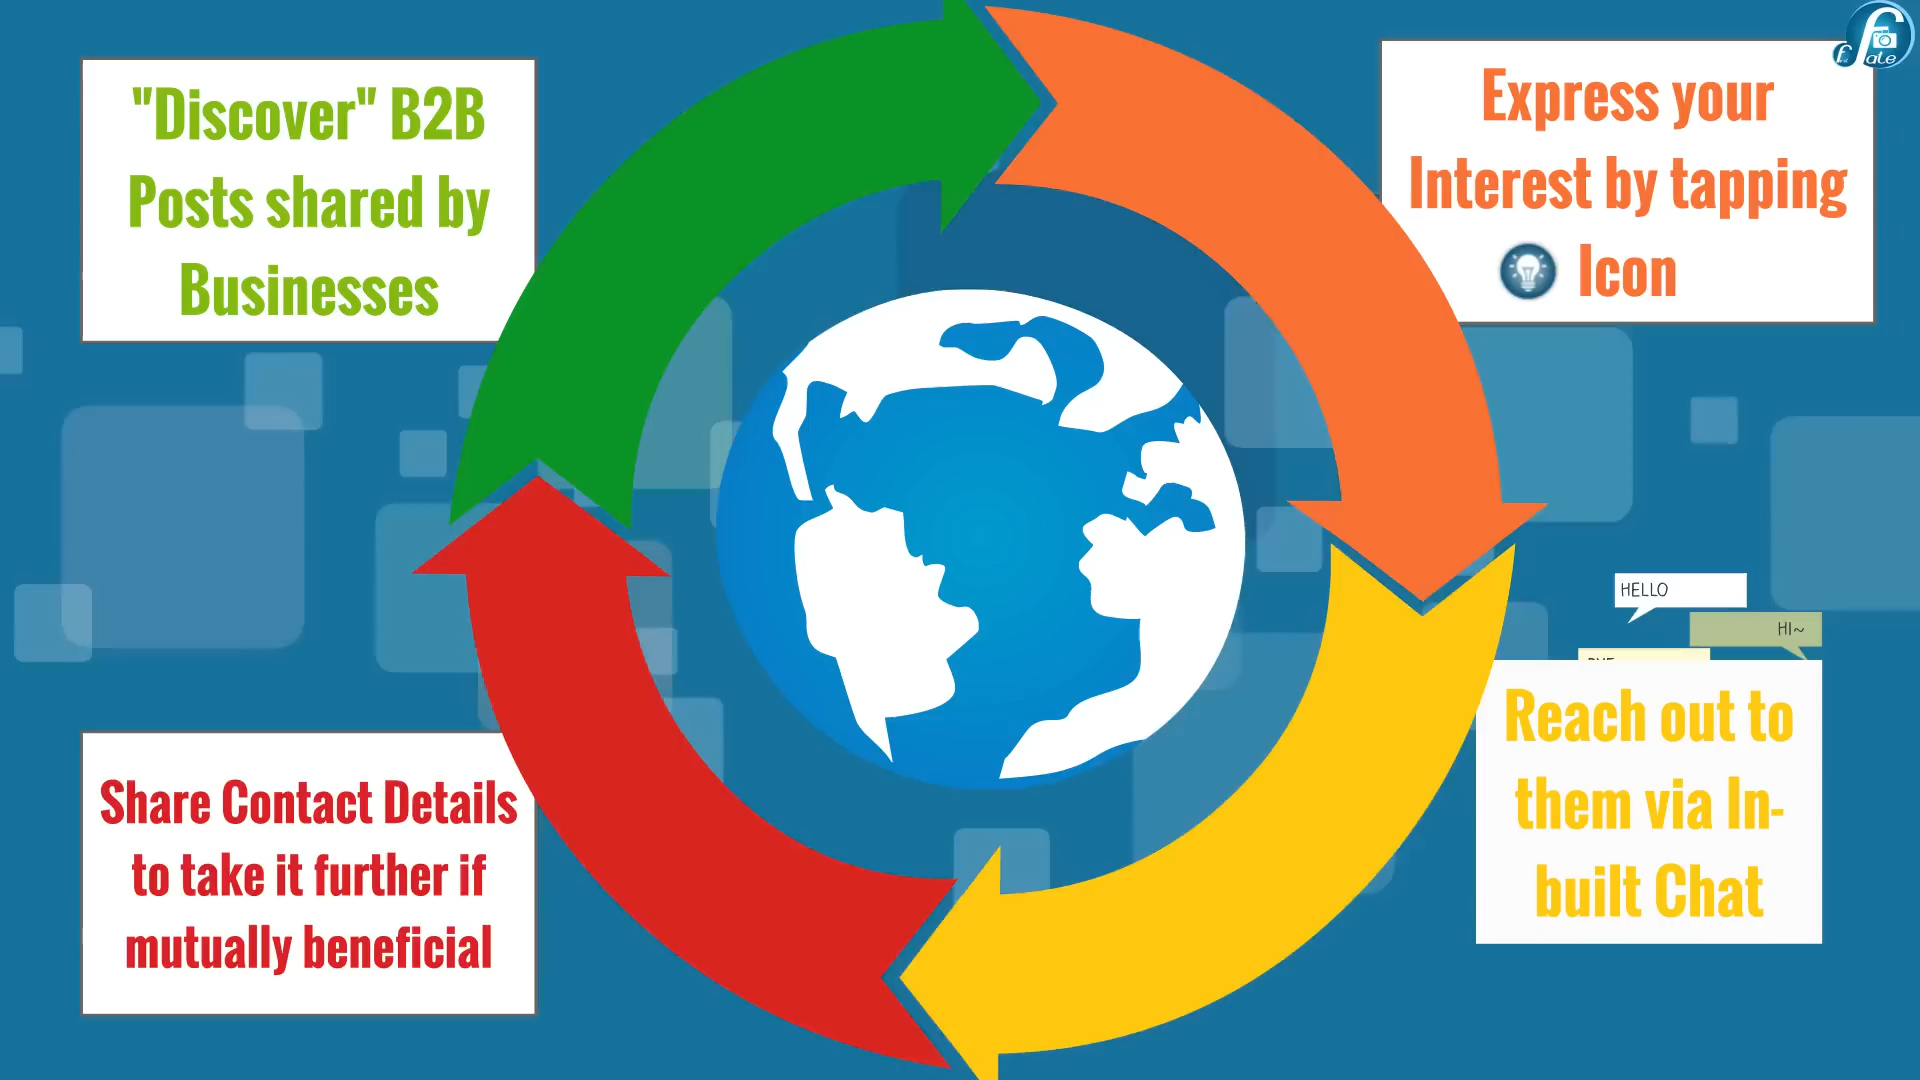 "Discover" B2B
Posts shared by
Businesses
Express your
Interest by tapping
Icon
HELLO
HI~
Reach out to
them via In-
built Chat
Share Contact Details
to take it further if
mutually beneficial